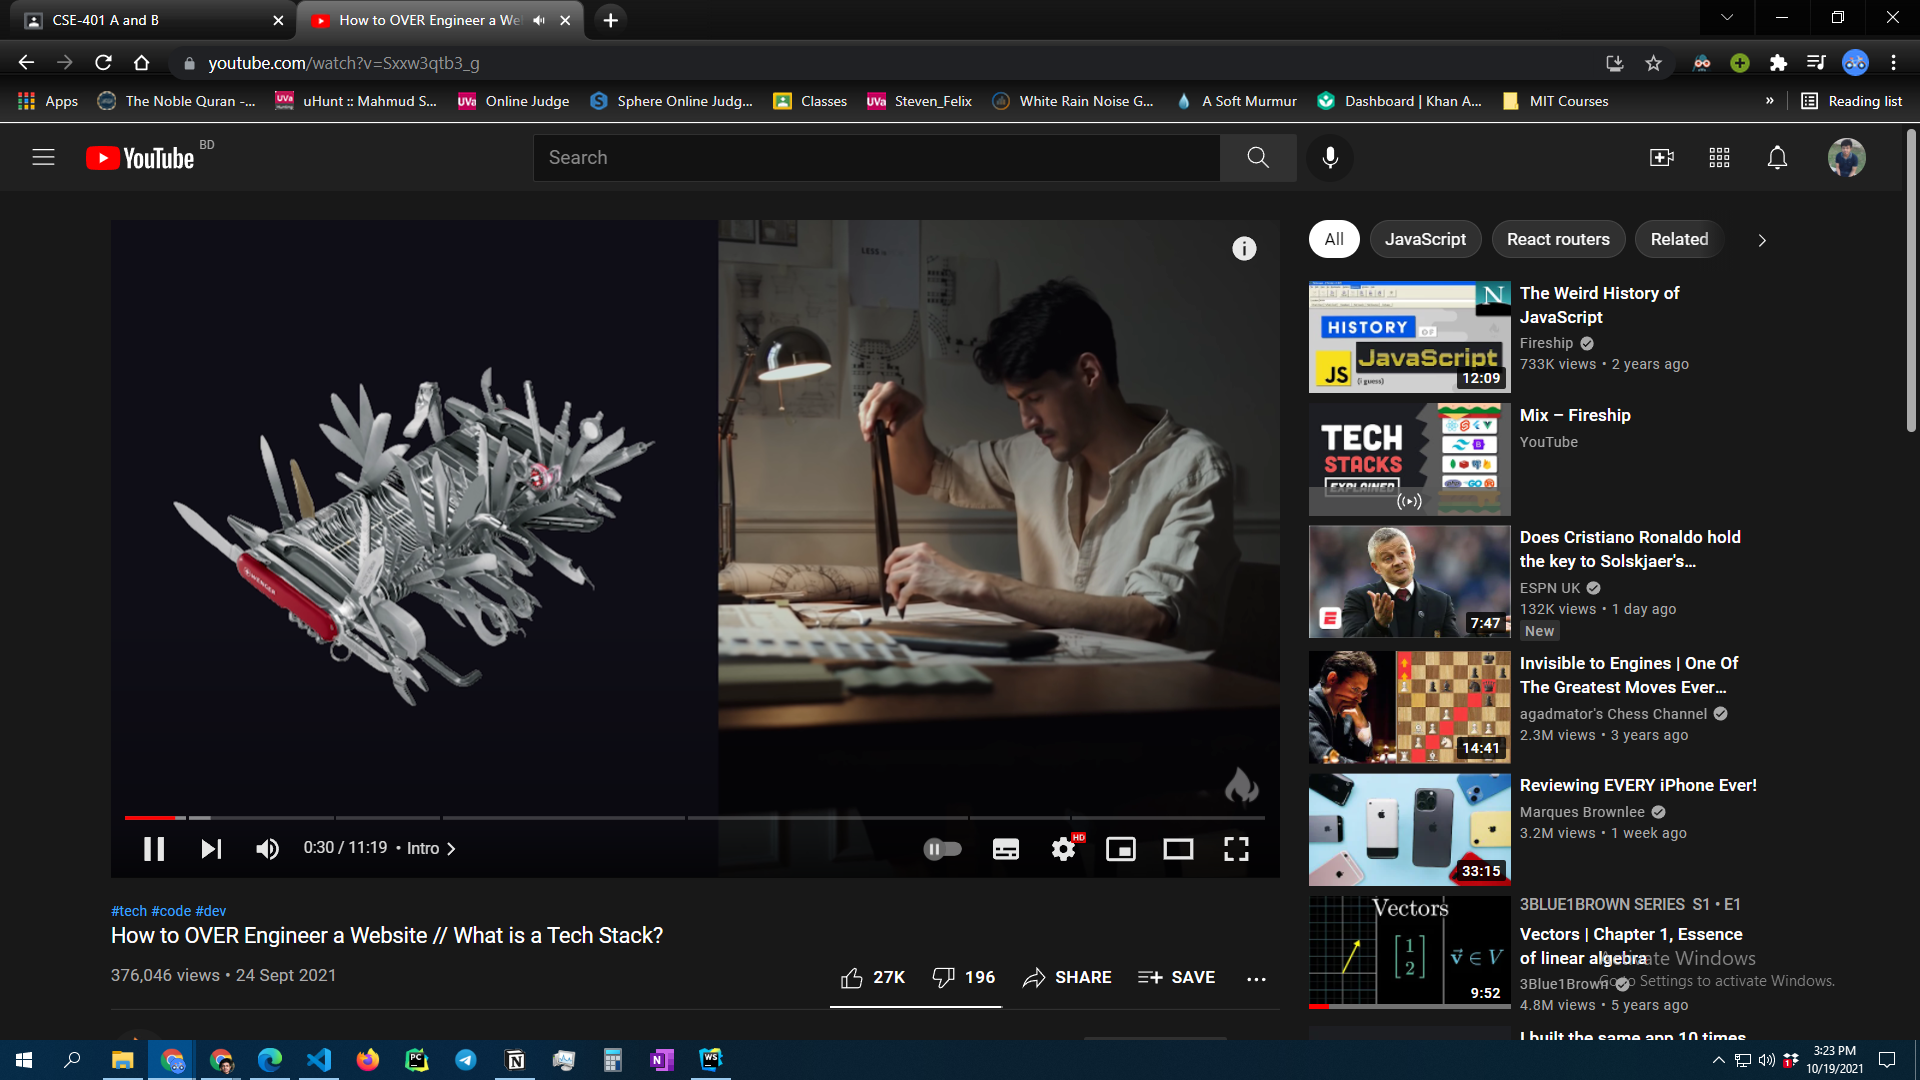 CSE-401 A and B
How to OVER Engineer a We
youtube.com/watch?v=Sxxw3qtb3_g
Apps
The Noble Quran -...
uHunt :: Mahmud S...
Online Judge
Sphere Online Judg...
Classes
Steven_Felix
White Rain Noise G...
A Soft Murmur
Dashboard | Khan A...
MIT Courses
»
Reading list
YouTube BD
Search
LESS is
WENGER
All
JavaScript
React routers
Related
HISTORY OF
JavaScript
JS
(i guess)
N
12:09
The Weird History of
JavaScript
Fireship
733K views • 2 years ago
TECH
STACKS
EXPLAINED
Mix – Fireship
YouTube
7:47
Does Cristiano Ronaldo hold
the key to Solskjaer's...
ESPN UK
132K views • 1 day ago
New
14:41
Invisible to Engines | One Of
The Greatest Moves Ever...
agadmator's Chess Channel
2.3M views • 3 years ago
33:15
Reviewing EVERY iPhone Ever!
Marques Brownlee
3.2M views • 1 week ago
Vectors
[1 2]
v⃗ ∈ V
9:52
3BLUE1BROWN SERIES S1 • E1
Vectors | Chapter 1, Essence
of linear algebra
3Blue1Brown
4.8M views • 5 years ago
I built the same app 10 times
0:30 / 11:19 • Intro
HD
#tech #code #dev
How to OVER Engineer a Website // What is a Tech Stack?
376,046 views • 24 Sept 2021
27K
196
SHARE
SAVE
Activate Windows
Go to Settings to activate Windows.
3:23 PM
10/19/2021